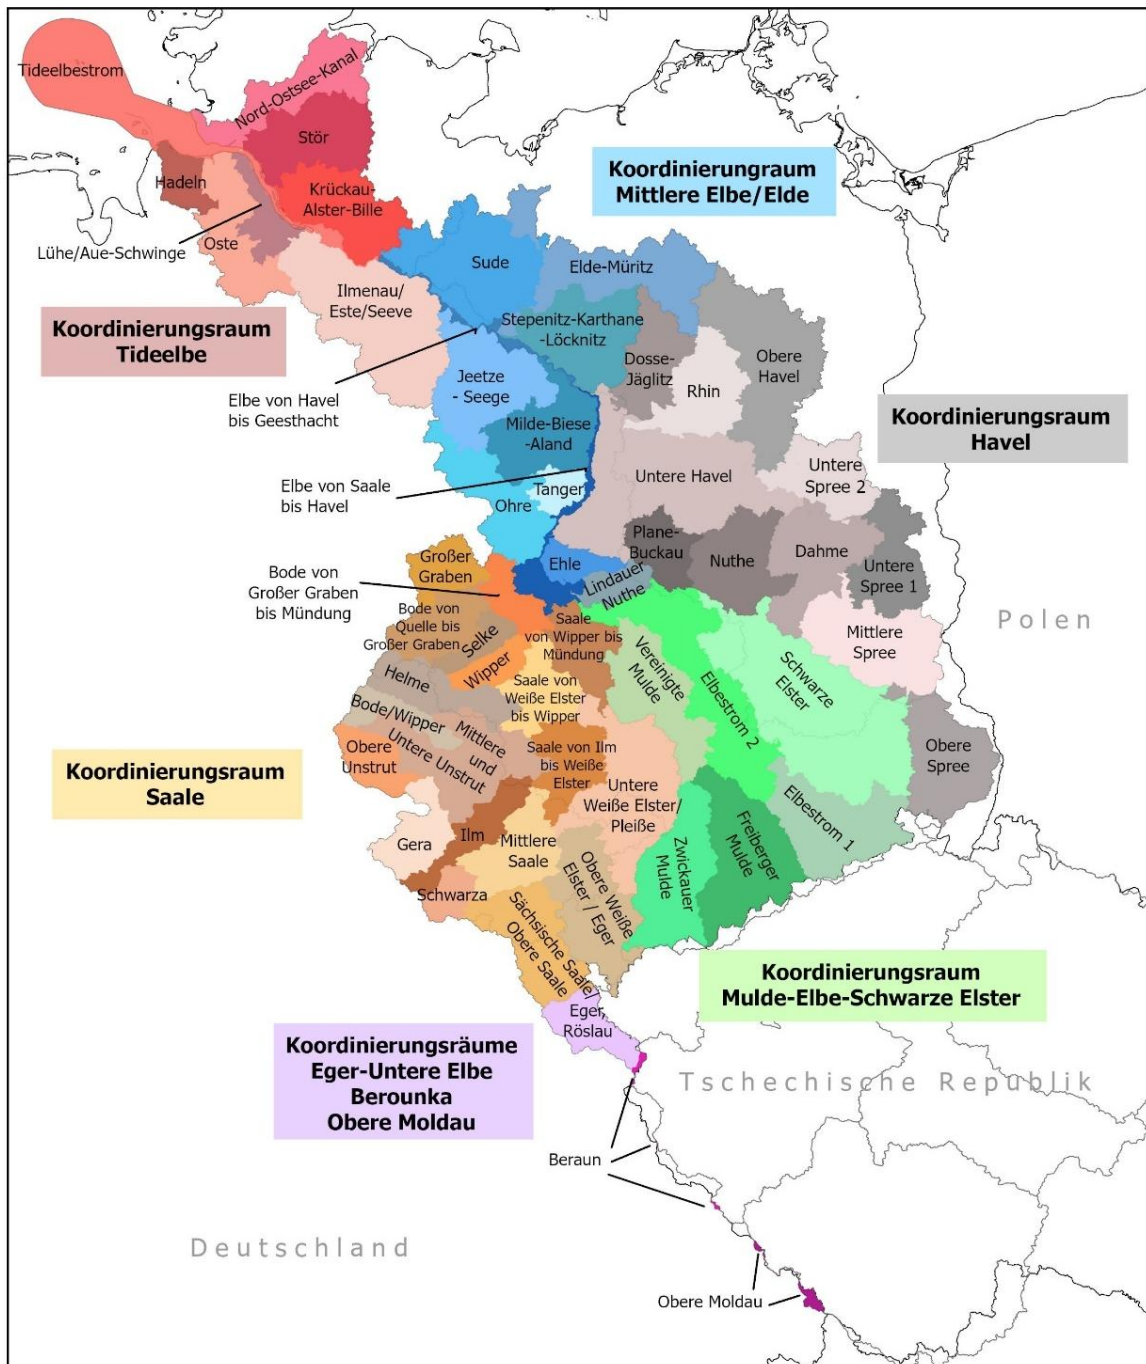 Tideelbestrom
Nord-Ostsee-Kanal
Stör
Hadeln
Krückau-
Alster-Bille
Lühe/Aue-Schwinge
Oste
Koordinierungraum
Mittlere Elbe/Elde
Sude
Elde-Müritz
Ilmenau/
Este/Seeve
Koordinierungsraum
Tideelbe
Stepenitz-Karthane
-Löcknitz
Dosse-
Jäglitz
Obere
Havel
Rhin
Jeetze
- Seege
Elbe von Havel
bis Geesthacht
Koordinierungsraum
Havel
Milde-Biese
-Aland
Untere Havel
Untere
Spree 2
Elbe von Saale
bis Havel
Tanger
Ohre
Plane-
Buckau
Nuthe
Dahme
Untere
Spree 1
Großer
Graben
Ehle
Lindauer
Nuthe
Bode von
Großer Graben
bis Mündung
Bode von
Quelle bis
Großer Graben
Selke
Saale
von Wipper bis
Mündung
Polen
Mittlere
Spree
Wipper
Vereinigte
Mulde
Schwarze
Elster
Helme
Saale von
Weiße Elster
bis Wipper
Elbestrom 2
Bode/Wipper
Mittlere
und
Untere Unstrut
Obere
Unstrut
Saale von Ilm
bis Weiße
Elster
Obere
Spree
Koordinierungsraum
Saale
Untere
Weiße Elster/
Pleiße
Elbestrom 1
Gera
Ilm
Mittlere
Saale
Freiberger
Mulde
Zwickauer
Mulde
Obere Weiße
Elster / Eger
Schwarza
Sächsische Saale/
Obere Saale
Koordinierungsraum
Mulde-Elbe-Schwarze Elster
Eger,
Röslau
Koordinierungsräume
Eger-Untere Elbe
Berounka
Obere Moldau
Tschechische Republik
Beraun
Deutschland
Obere Moldau